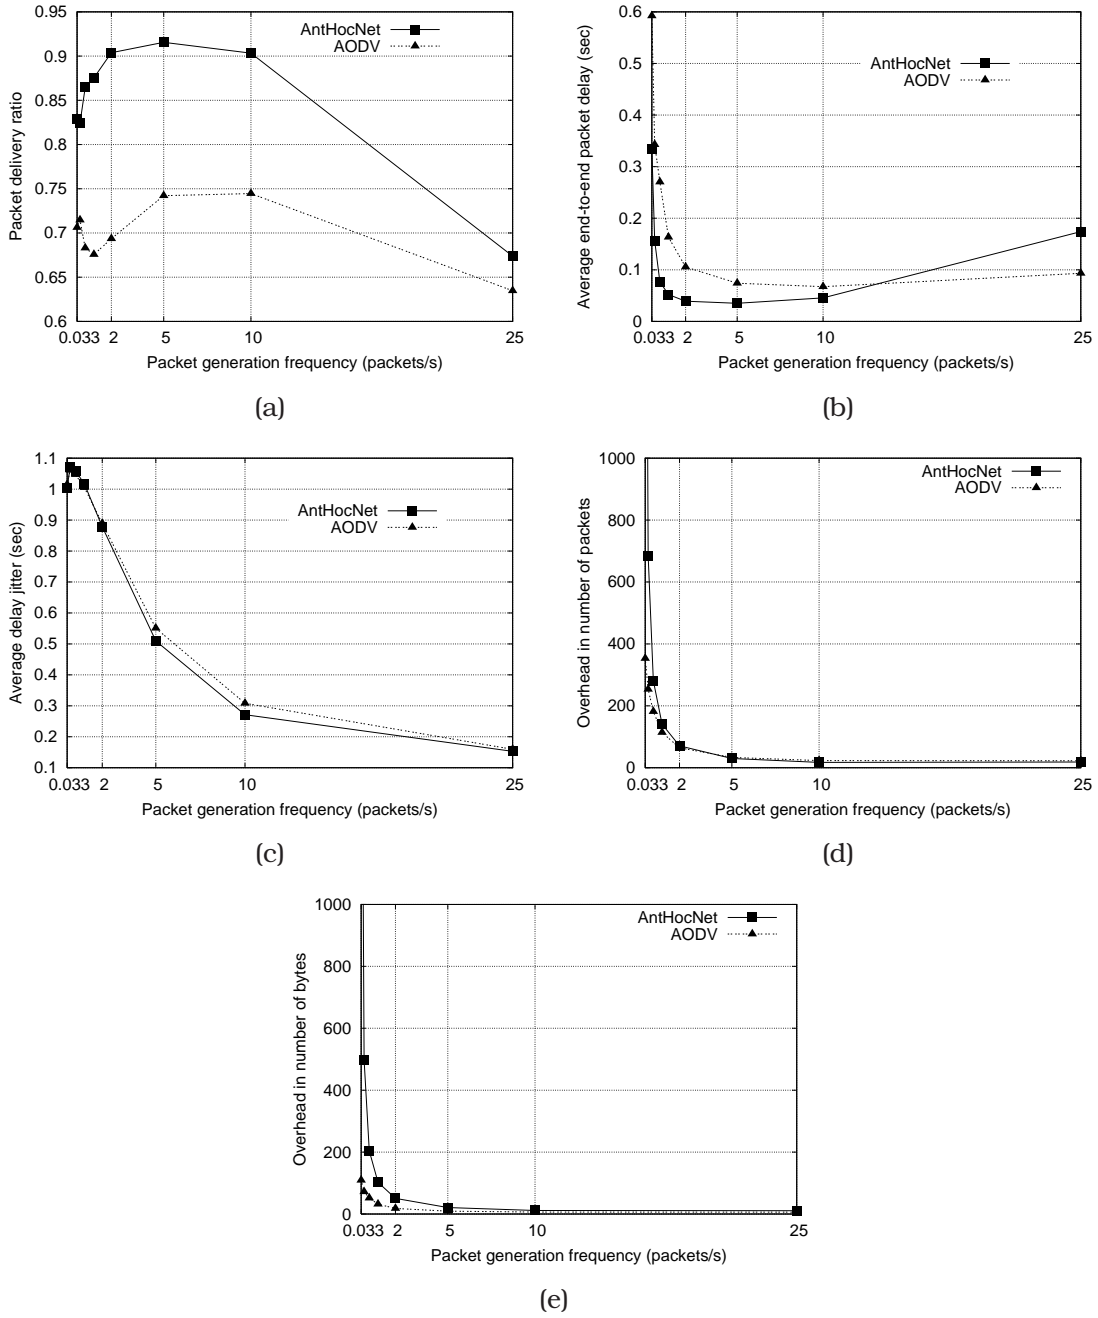 0.95
0.9
0.85
0.8
0.75
0.7
0.65
0.6
0.033 2 5 10 25
Packet delivery ratio
Packet generation frequency (packets/s)
AntHocNet
AODV
(a)
0.6
0.5
0.4
0.3
0.2
0.1
0
0.033 2 5 10 25
Average end-to-end packet delay (sec)
Packet generation frequency (packets/s)
AntHocNet
AODV
(b)
1.1
1
0.9
0.8
0.7
0.6
0.5
0.4
0.3
0.2
0.1
0.033 2 5 10 25
Average delay jitter (sec)
Packet generation frequency (packets/s)
AntHocNet
AODV
(c)
1000
800
600
400
200
0
0.033 2 5 10 25
Overhead in number of packets
Packet generation frequency (packets/s)
AntHocNet
AODV
(d)
1000
800
600
400
200
0
0.033 2 5 10 25
Overhead in number of bytes
Packet generation frequency (packets/s)
AntHocNet
AODV
(e)